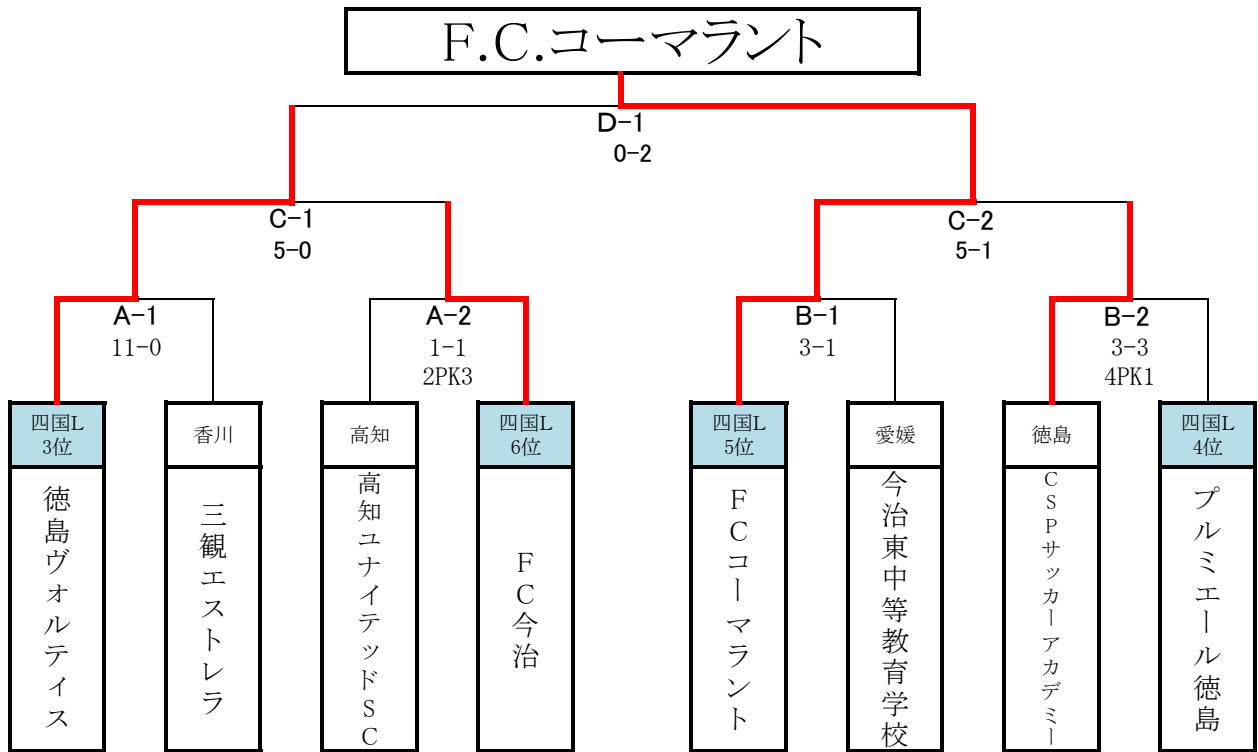 F.C.コーマラント
D-1
0-2
C-1
5-0
C-2
5-1
A-1
11-0
A-2
1-1
2PK3
B-1
3-1
B-2
3-3
4PK1
四国L
3位
香川
高知
四国L
6位
四国L
5位
愛媛
徳島
四国L
4位
徳島ヴォルティス
三観エストレラ
高知ユナイテッドSC
FC今治
FCコーマラント
今治東中等教育学校
CSPサッカーアカデミー
プルミエール徳島